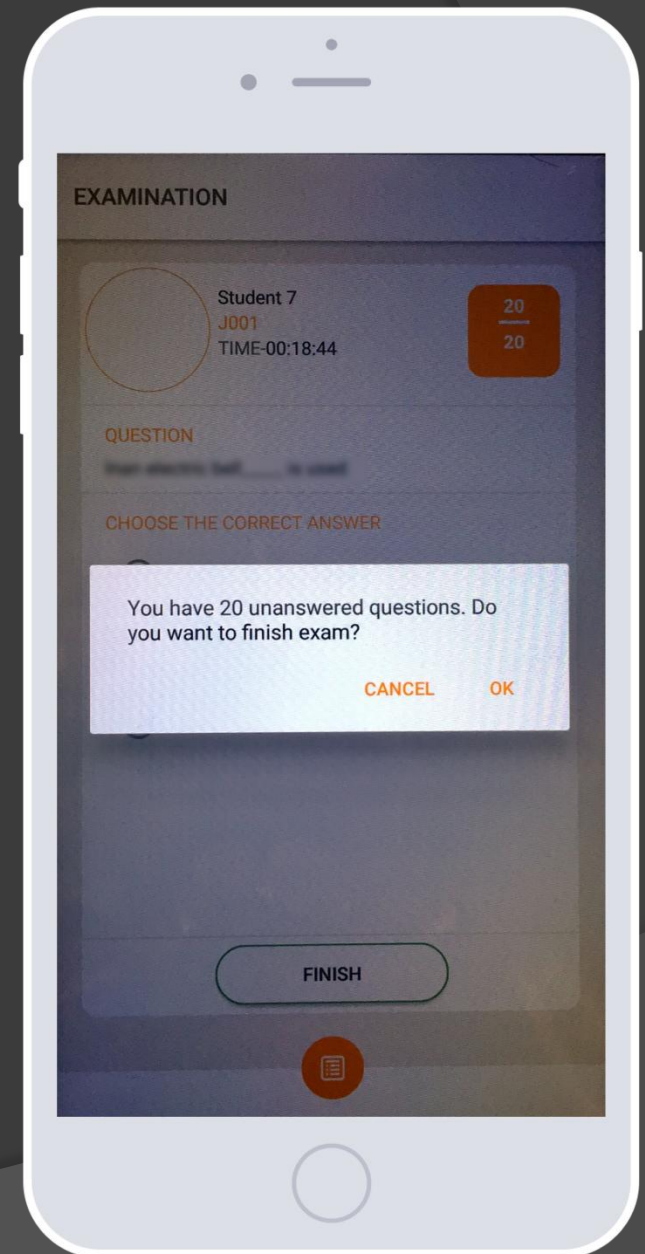 EXAMINATION
Student 7
J001
TIME-00:18:44
20
20
QUESTION
CHOOSE THE CORRECT ANSWER
You have 20 unanswered questions. Do
you want to finish exam?
CANCEL OK
FINISH